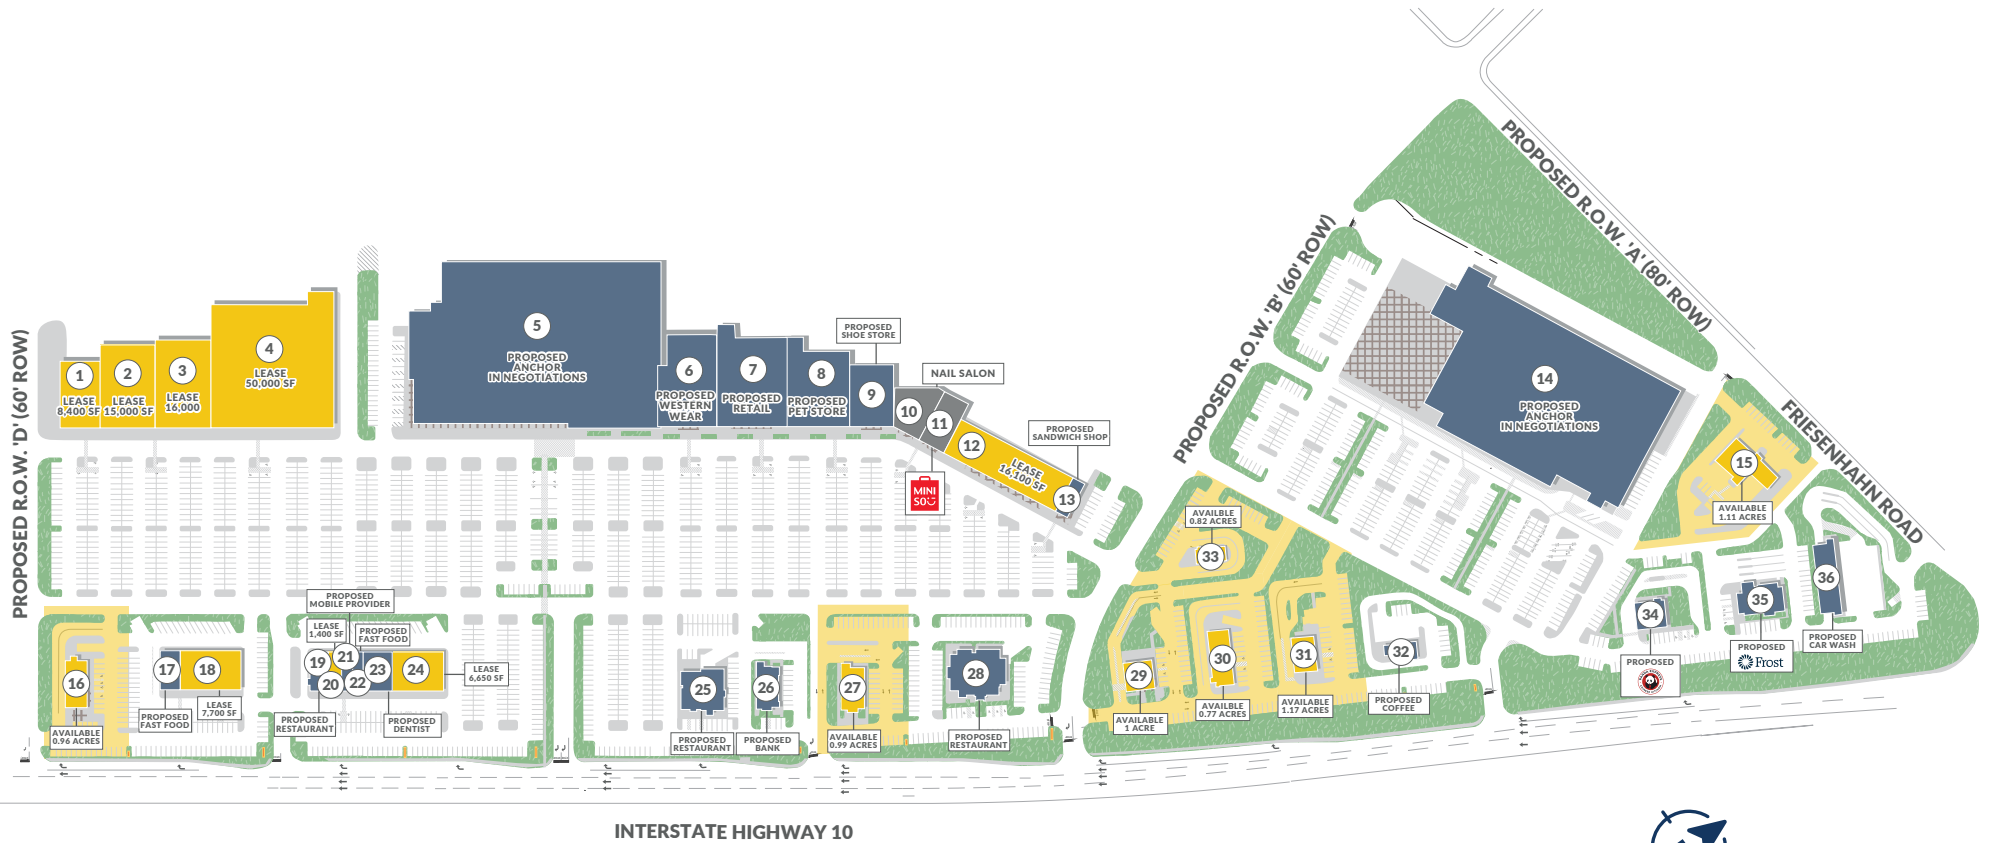 PROPOSED R.O.W. 'D' (60' ROW)
1
LEASE
8,400 SF
2
LEASE
15,000 SF
3
LEASE
16,000
4
LEASE
50,000 SF
5
PROPOSED
ANCHOR
IN NEGOTIATIONS
6
PROPOSED
WESTERN
WEAR
7
PROPOSED
RETAIL
8
PROPOSED
PET STORE
PROPOSED
SHOE STORE
9
NAIL SALON
10
11
MINI
SO
12
LEASE
16,100 SF
PROPOSED
SANDWICH SHOP
13
PROPOSED R.O.W. 'B' (60' ROW)
PROPOSED R.O.W. 'A' (80' ROW)
14
PROPOSED
ANCHOR
IN NEGOTIATIONS
FRIESENHAHN ROAD
15
AVAILABLE
1.11 ACRES
16
AVAILABLE
0.96 ACRES
17
PROPOSED
FAST FOOD
18
LEASE
7,700 SF
PROPOSED
MOBILE PROVIDER
LEASE
1,400 SF
PROPOSED
FAST FOOD
19
20
21
22
23
24
LEASE
6,650 SF
PROPOSED
RESTAURANT
PROPOSED
DENTIST
25
PROPOSED
RESTAURANT
26
PROPOSED
BANK
27
AVAILABLE
0.99 ACRES
28
PROPOSED
RESTAURANT
29
AVAILABLE
1 ACRE
30
AVAILBLE
0.77 ACRES
31
AVAILABLE
1.17 ACRES
32
PROPOSED
COFFEE
AVAILBLE
0.82 ACRES
33
34
PROPOSED
35
PROPOSED
Frost
36
PROPOSED
CAR WASH
INTERSTATE HIGHWAY 10